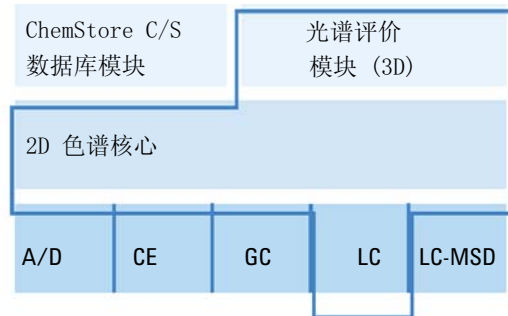 ChemStore C/S
数据库模块
光谱评价
模块 (3D)
2D 色谱核心
A/D CE GC LC LC-MSD